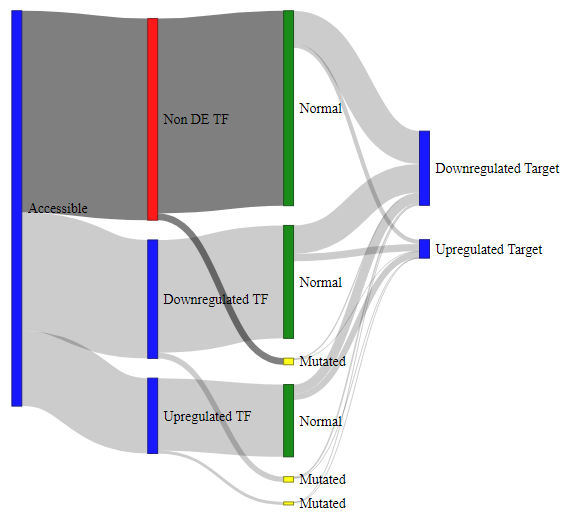 Accessible
Non DE TF
Downregulated TF
Upregulated TF
Normal
Normal
Mutated
Normal
Mutated
Mutated
Downregulated Target
Upregulated Target